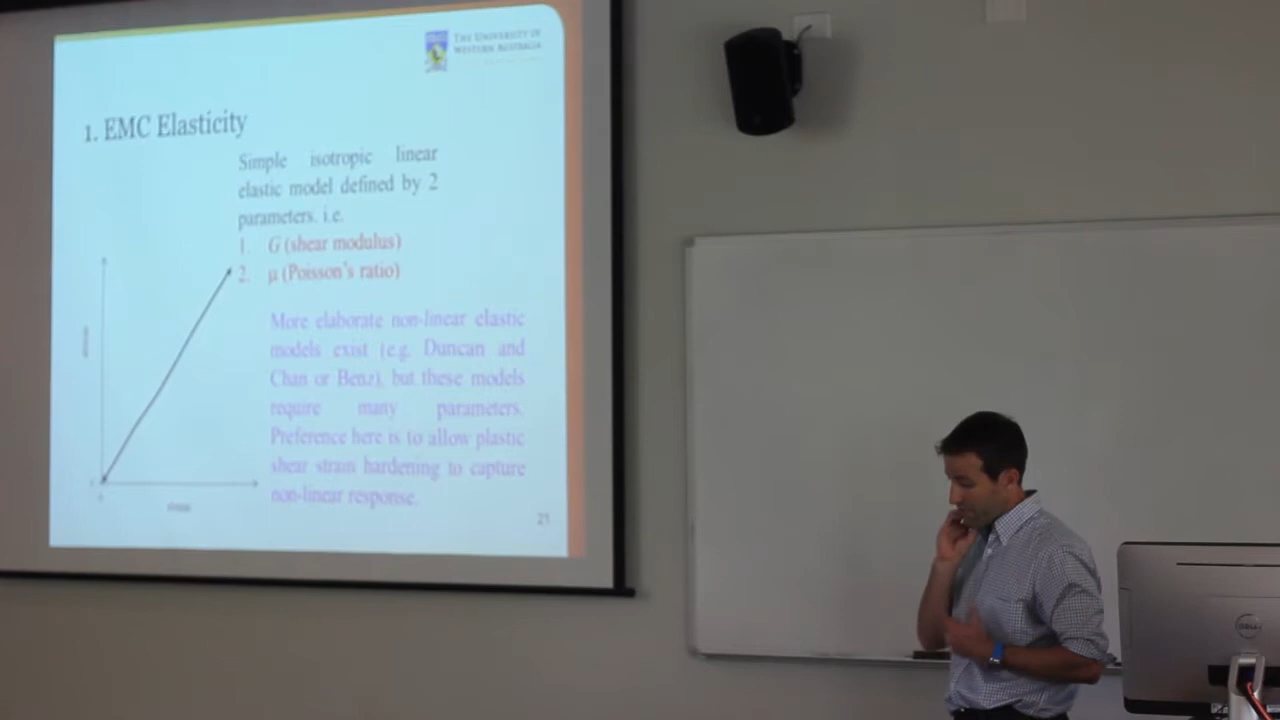 THE UNIVERSITY OF
WESTERN AUSTRALIA
1. EMC Elasticity
Simple isotropic linear
elastic model defined by 2
parameters. i.e.
1. G (shear modulus)
2. μ (Poisson's ratio)
More elaborate non-linear elastic
models exist (e.g. Duncan and
Chan or Benz), but these models
require many parameters.
Preference here is to allow plastic
shear strain hardening to capture
non-linear response.
21
DELL